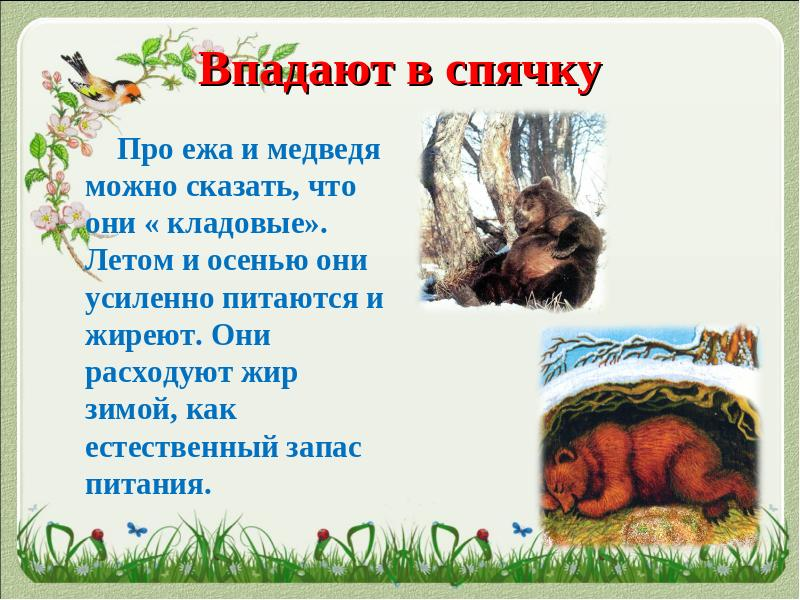 Впадают в спячку
Про ежа и медведя
можно сказать, что
они « кладовые».
Летом и осенью они
усиленно питаются и
жиреют. Они
расходуют жир
зимой, как
естественный запас
питания.